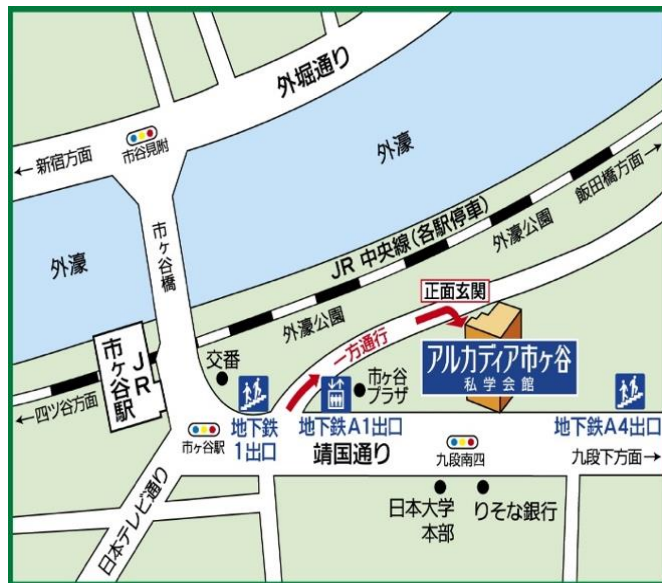 外堀通り
市谷見附
←新宿方面
外濠
飯田橋方面→
外濠公園
JR 中央線(各駅停車)
市ヶ谷橋
外濠
外濠公園
正面玄関
一方通行
アルカディア市ヶ谷
私学会館
JR
市ヶ谷駅
交番
市ヶ谷
プラザ
←四ツ谷方面
地下鉄
1出口
地下鉄A1出口
地下鉄A4出口
市ヶ谷駅
靖国通り
九段南四
九段下方面→
日本テレビ通り
日本大学
本部
りそな銀行